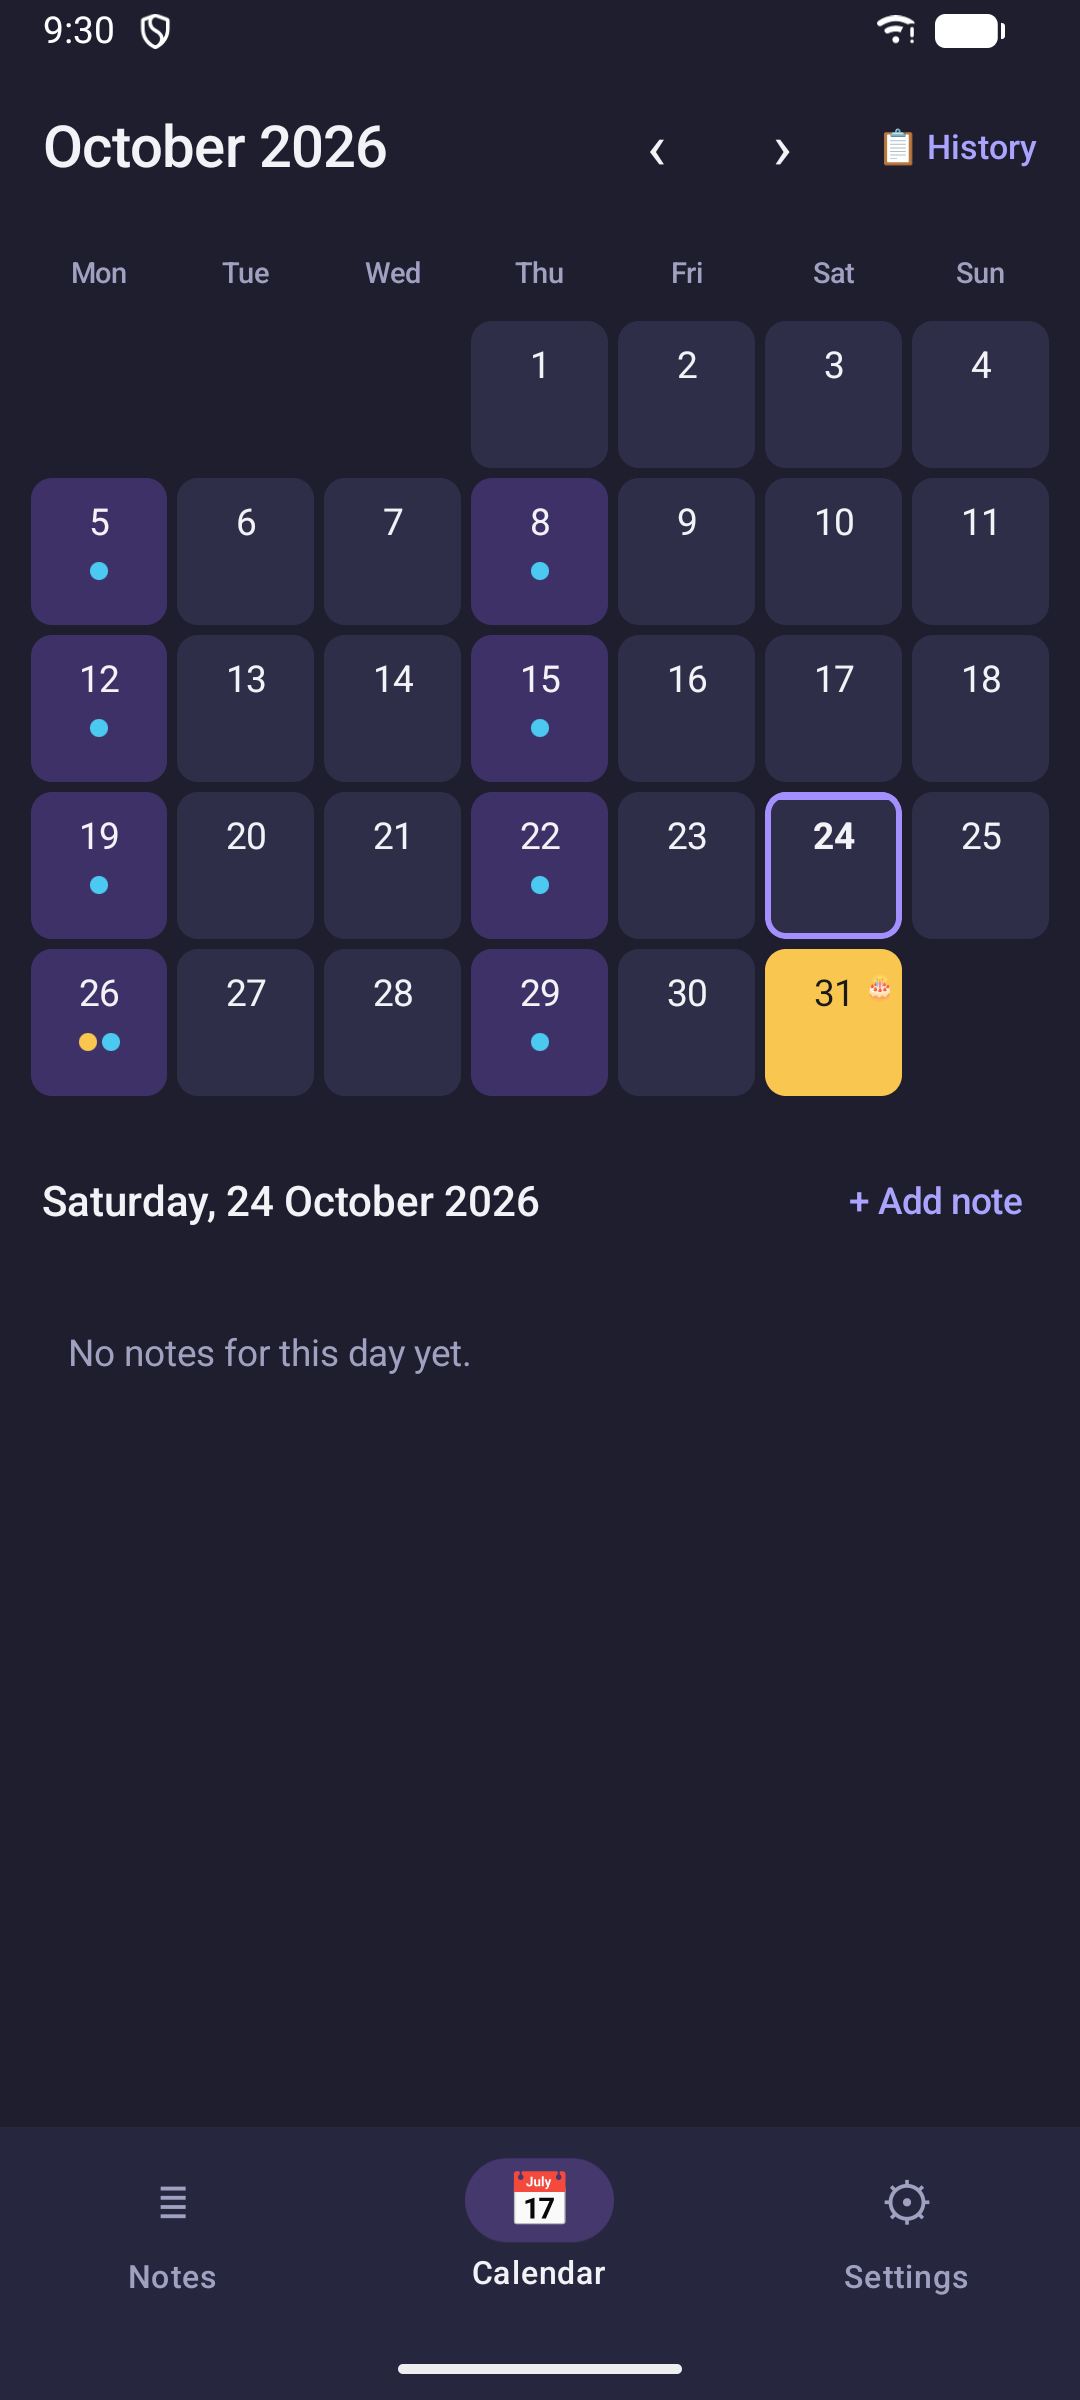 9:30
October 2026 ‹ › 📋 History
Mon Tue Wed Thu Fri Sat Sun
1 2 3 4
5 6 7 8 9 10 11
12 13 14 15 16 17 18
19 20 21 22 23 24 25
26 27 28 29 30 31
Saturday, 24 October 2026 + Add note
No notes for this day yet.
July
17
Notes Calendar Settings